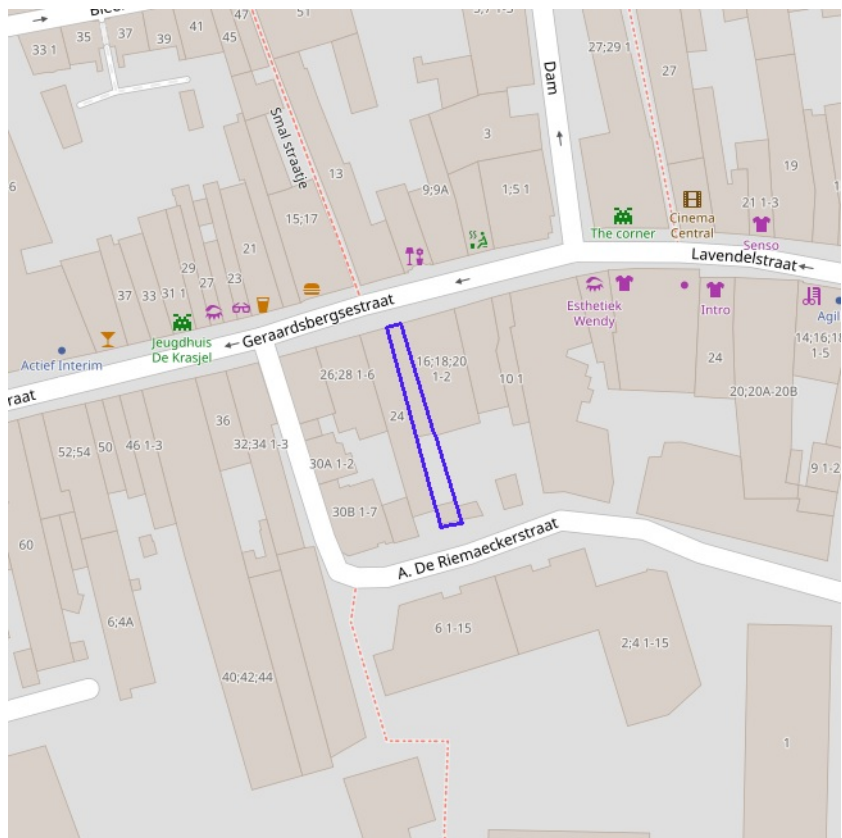 47
51
3,7 1-3
41
37
45
35
39
33 1
27;29 1
27
Dam
Smal straatje
3
13
19
6
9;9A
1;5 1
21 1-3
15;17
Cinema
Central
The corner
Senso
21
Lavendelstraat
29
27
23
37
33
31 1
Esthetiek
Wendy
Intro
Geraardsbergsestraat
Jeugdhuis
De Krasjel
Actief Interim
Agil
14;16;18
1-5
16;18;20
1-2
24
26;28 1-6
10 1
20;20A-20B
raat
24
36
52;54
50
46 1-3
32;34 1-3
30A 1-2
9 1-2
30B 1-7
60
A. De Riemaeckerstraat
6;4A
6 1-15
2;4 1-15
40;42;44
1